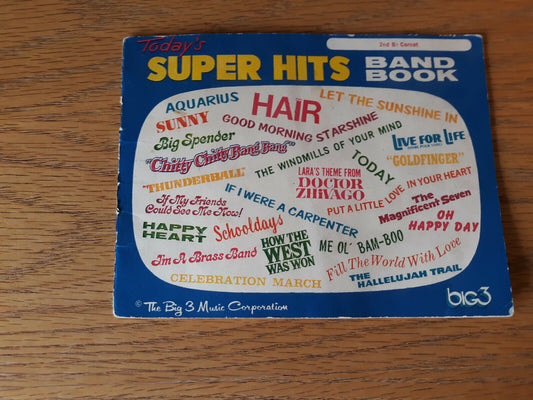 Today's
2nd B♭ Cornet
SUPER HITS BAND BOOK
AQUARIUS
HAIR
LET THE SUNSHINE IN
SUNNY
GOOD MORNING STARSHINE
Big Spender
THE WINDMILLS OF YOUR MIND
LIVE FOR LIFE
"Chitty Chitty Bang Bang"
TODAY
"GOLDFINGER"
"THUNDERBALL"
LARA'S THEME FROM
DOCTOR
ZHIVAGO
PUT A LITTLE LOVE IN YOUR HEART
If My Friends
Could See Me Now!
IF I WERE A CARPENTER
The
Magnificent Seven
HAPPY
HEART
Schooldays
OH
HAPPY DAY
I'm A Brass Band
HOW THE
WEST
WAS WON
ME OL' BAM-BOO
Fill The World With Love
CELEBRATION MARCH
THE
HALLELUJAH TRAIL
© The Big 3 Music Corporation
big3